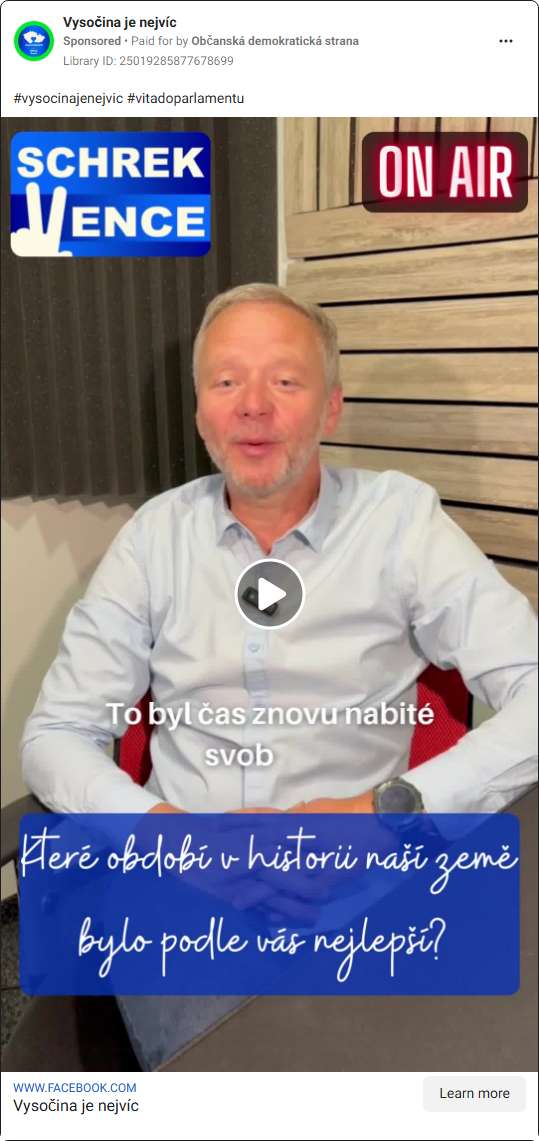 Vysočina je nejvíc
Sponsored • Paid for by Občanská demokratická strana
Library ID: 25019285877678699
#vysocinajenejvic #vitadoparlamentu
SCHREK
VENCE
ON AIR
To byl čas znovu nabité
svob
Které období v historii naší země
bylo podle vás nejlepší?
WWW.FACEBOOK.COM
Vysočina je nejvíc
Learn more